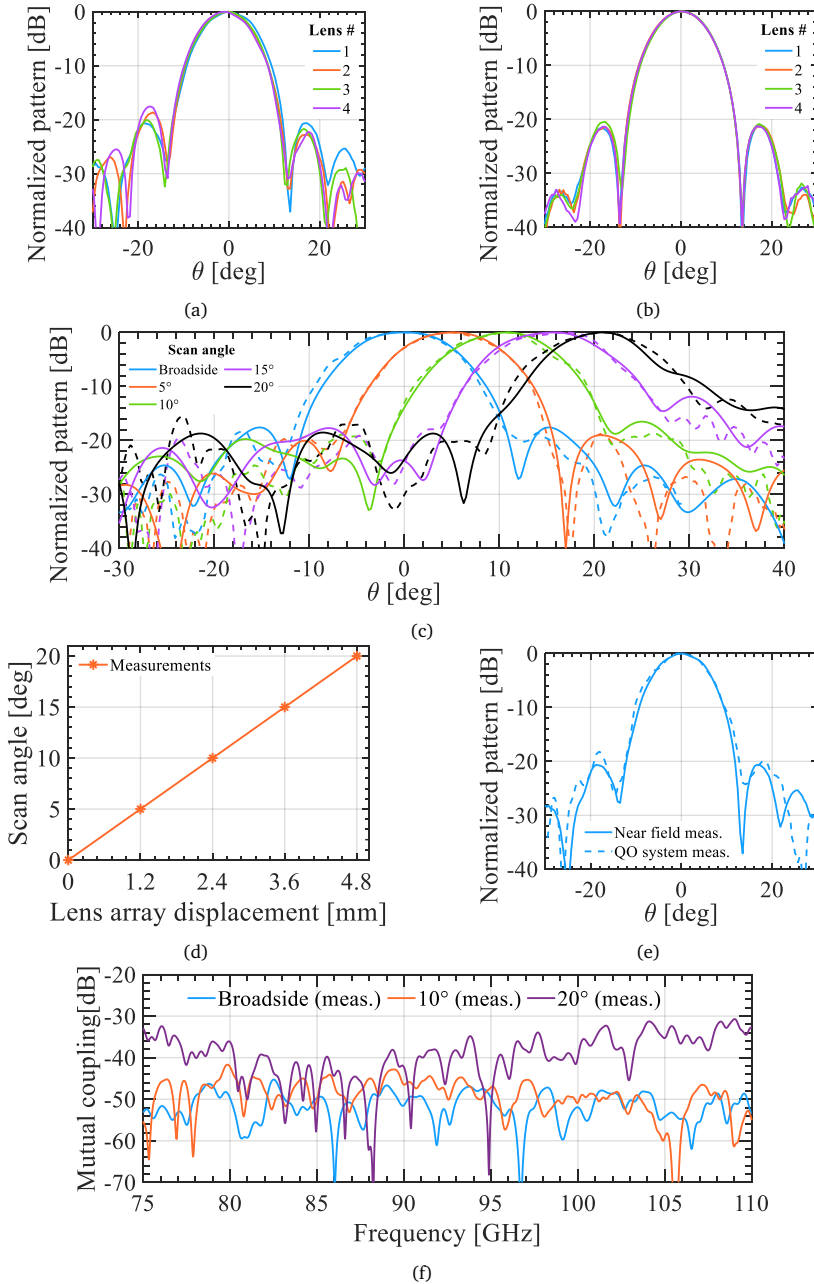 Normalized pattern [dB]
0
-10
-20
-30
-40
Lens #
1
2
3
4
-20 0 20
θ [deg]
(a)
Normalized pattern [dB]
0
-10
-20
-30
-40
Lens #
1
2
3
4
-20 0 20
θ [deg]
(b)
Normalized pattern [dB]
0
-10
-20
-30
-40
Scan angle
Broadside 15°
5° 20°
10°
-30 -20 -10 0 10 20 30 40
θ [deg]
(c)
Scan angle [deg]
20
15
10
5
0
Measurements
0 1.2 2.4 3.6 4.8
Lens array displacement [mm]
(d)
Normalized pattern [dB]
0
-10
-20
-30
-40
Near field meas.
QO system meas.
-20 0 20
θ [deg]
(e)
Mutual coupling[dB]
-20
-30
-40
-50
-60
-70
Broadside (meas.) 10° (meas.) 20° (meas.)
75 80 85 90 95 100 105 110
Frequency [GHz]
(f)